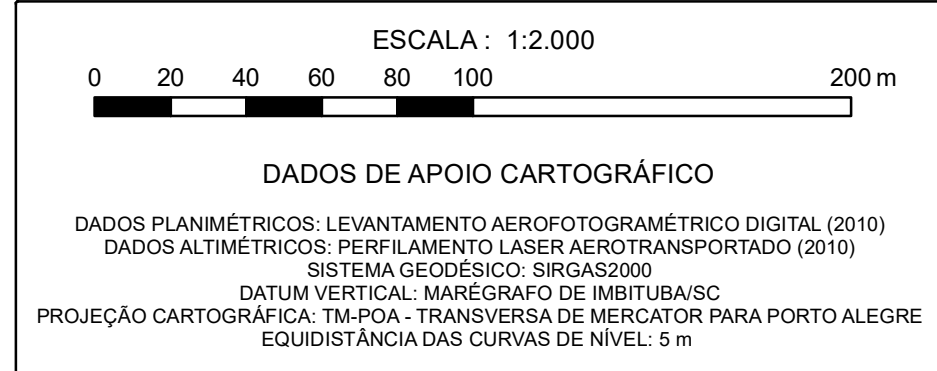 ESCALA : 1:2.000
0 20 40 60 80 100 200 m
DADOS DE APOIO CARTOGRÁFICO
DADOS PLANIMÉTRICOS: LEVANTAMENTO AEROFOTOGRAMÉTRICO DIGITAL (2010)
DADOS ALTIMÉTRICOS: PERFILAMENTO LASER AEROTRANSPORTADO (2010)
SISTEMA GEODÉSICO: SIRGAS2000
DATUM VERTICAL: MARÉGRAFO DE IMBITUBA/SC
PROJEÇÃO CARTOGRÁFICA: TM-POA - TRANSVERSA DE MERCATOR PARA PORTO ALEGRE
EQUIDISTÂNCIA DAS CURVAS DE NÍVEL: 5 m